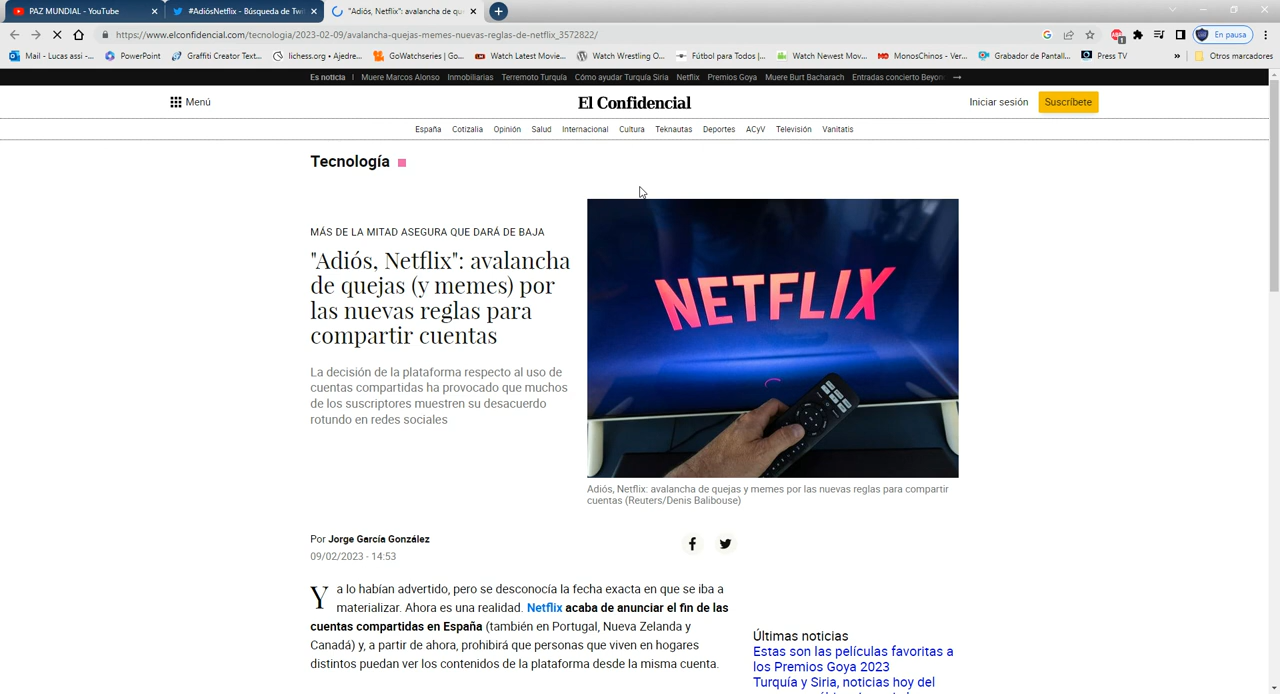 PAZ MUNDIAL - YouTube
#AdiósNetflix - Búsqueda de Twi
"Adiós, Netflix": avalancha de qu
https://www.elconfidencial.com/tecnologia/2023-02-09/avalancha-quejas-memes-nuevas-reglas-de-netflix_3572822/
En pausa
Mail - Lucas assi -... PowerPoint Graffiti Creator Text... lichess.org • Ajedre... GoWatchseries | Go... Watch Latest Movie... Watch Wrestling O... Fútbol para Todos |... Watch Newest Mov... MonosChinos - Ver... Grabador de Pantall... Press TV » Otros marcadores
Es noticia | Muere Marcos Alonso Inmobiliarias Terremoto Turquía Cómo ayudar Turquía Siria Netflix Premios Goya Muere Burt Bacharach Entradas concierto Beyon
Menú
El Confidencial
Iniciar sesión
Suscríbete
España Cotizalia Opinión Salud Internacional Cultura Teknautas Deportes ACyV Televisión Vanitatis
Tecnología
MÁS DE LA MITAD ASEGURA QUE DARÁ DE BAJA
"Adiós, Netflix": avalancha
de quejas (y memes) por
las nuevas reglas para
compartir cuentas
La decisión de la plataforma respecto al uso de
cuentas compartidas ha provocado que muchos
de los suscriptores muestren su desacuerdo
rotundo en redes sociales
NETFLIX
Adiós, Netflix: avalancha de quejas y memes por las nuevas reglas para compartir
cuentas (Reuters/Denis Balibouse)
Por Jorge García González
09/02/2023 - 14:53
Ya lo habían advertido, pero se desconocía la fecha exacta en que se iba a
materializar. Ahora es una realidad. Netflix acaba de anunciar el fin de las
cuentas compartidas en España (también en Portugal, Nueva Zelanda y
Canadá) y, a partir de ahora, prohibirá que personas que viven en hogares
distintos puedan ver los contenidos de la plataforma desde la misma cuenta.
Últimas noticias
Estas son las películas favoritas a
los Premios Goya 2023
Turquía y Siria, noticias hoy del